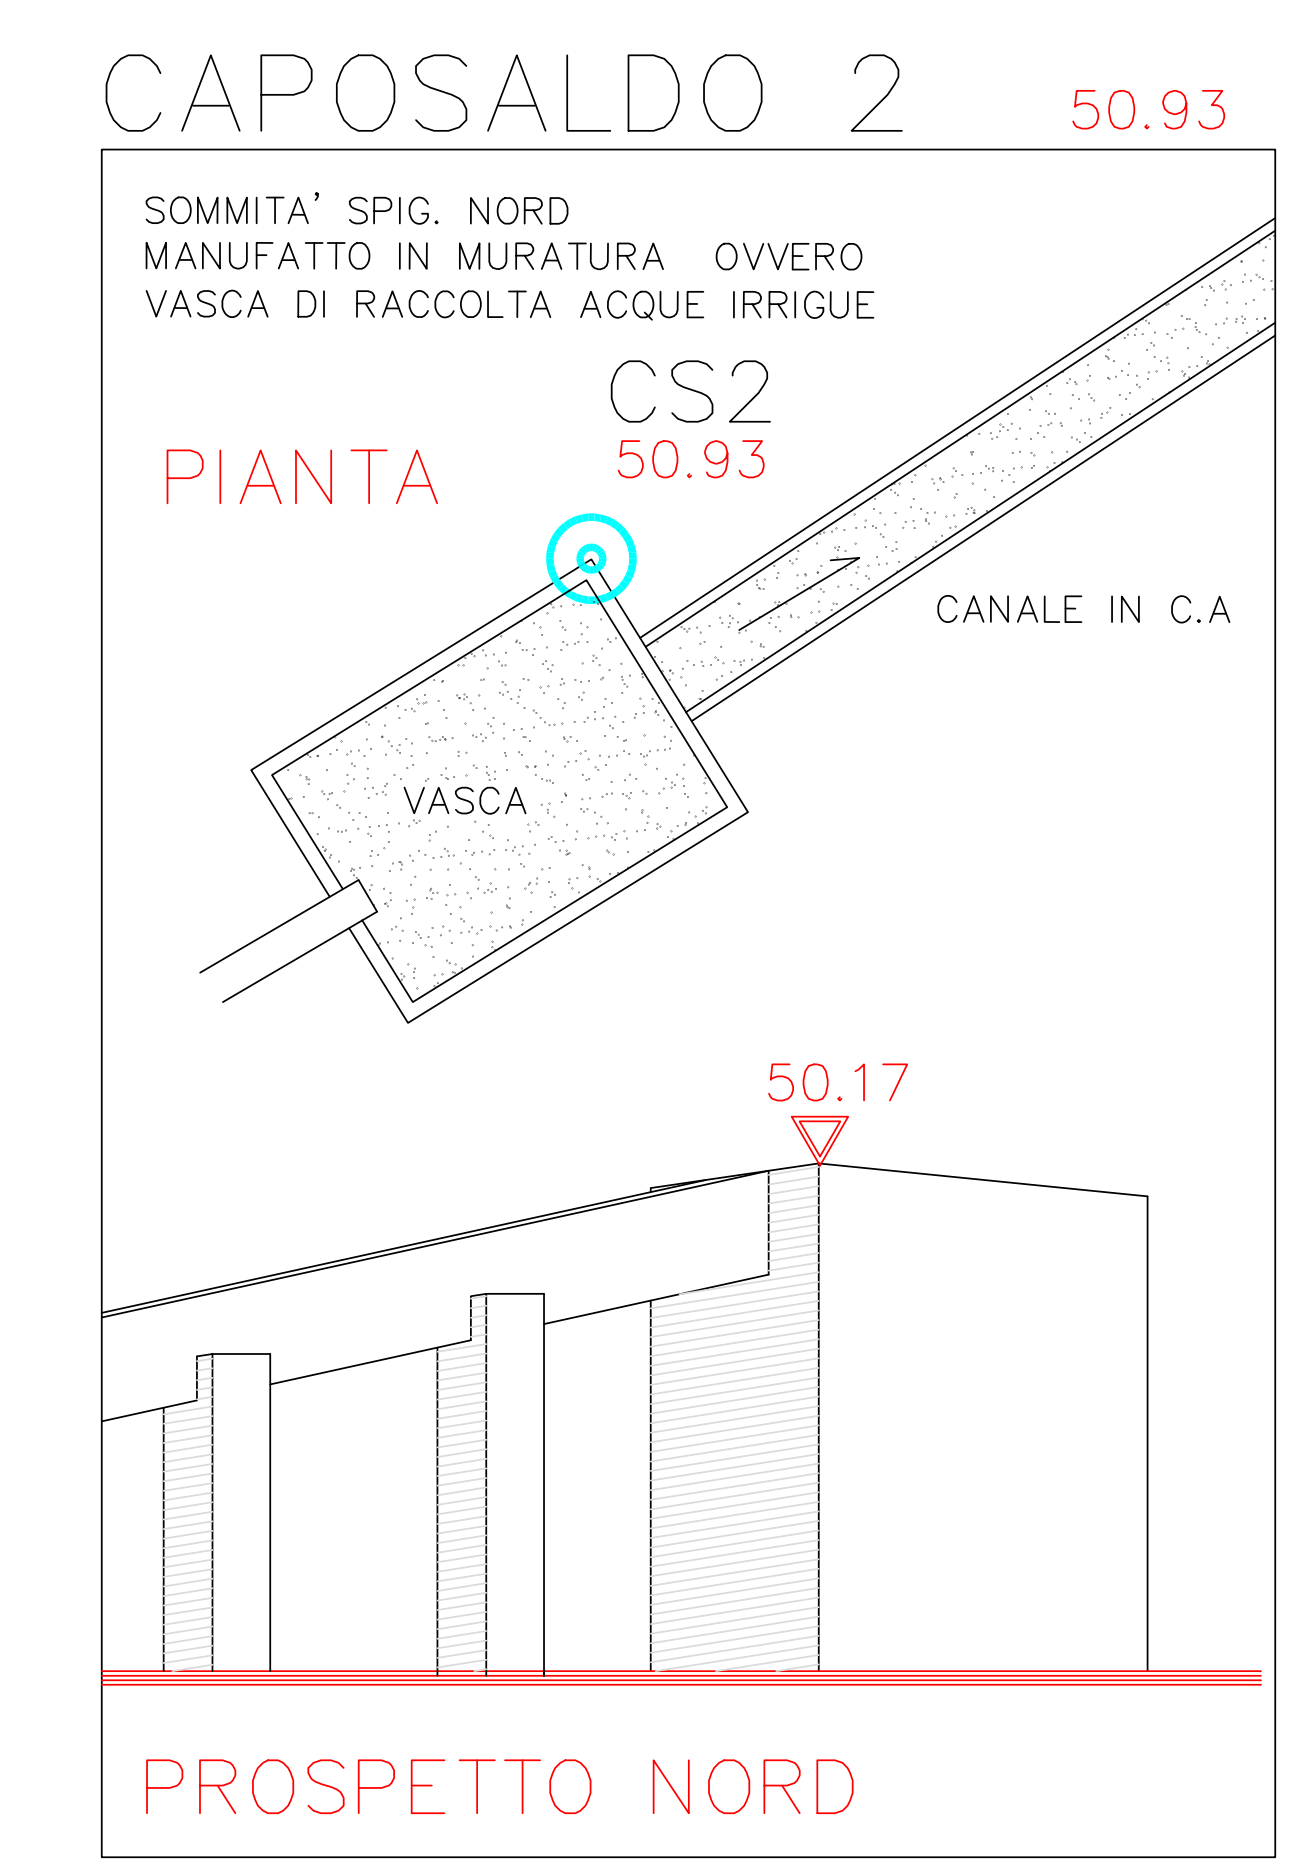 CAPOSALDO 2 50.93
SOMMITA' SPIG. NORD
MANUFATTO IN MURATURA OVVERO
VASCA DI RACCOLTA ACQUE IRRIGUE
CS2
50.93
PIANTA
CANALE IN C.A
VASCA
50.17
PROSPETTO NORD